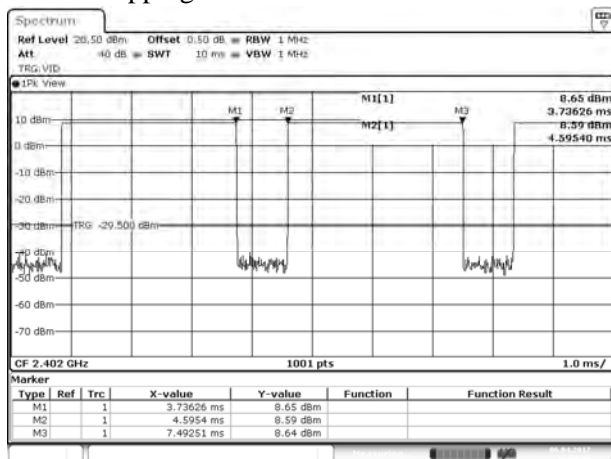 Spectrum
Ref Level 20.50 dBm Offset 0.50 dB RBW 1 MHz
Att 40 dB SWT 10 ms VBW 1 MHz
TRG:VID
1Pk View
M1[1] 8.65 dBm
3.73626 ms
M2[1] 8.59 dBm
4.59540 ms
M1 M2 M3
10 dBm
0 dBm
-10 dBm
-20 dBm
-30 dBm TRG -29.500 dBm
-40 dBm
-50 dBm
-60 dBm
-70 dBm
CF 2.402 GHz 1001 pts 1.0 ms/
Marker
Type Ref Trc X-value Y-value Function Function Result
M1 1 3.73626 ms 8.65 dBm
M2 1 4.5954 ms 8.59 dBm
M3 1 7.49251 ms 8.64 dBm